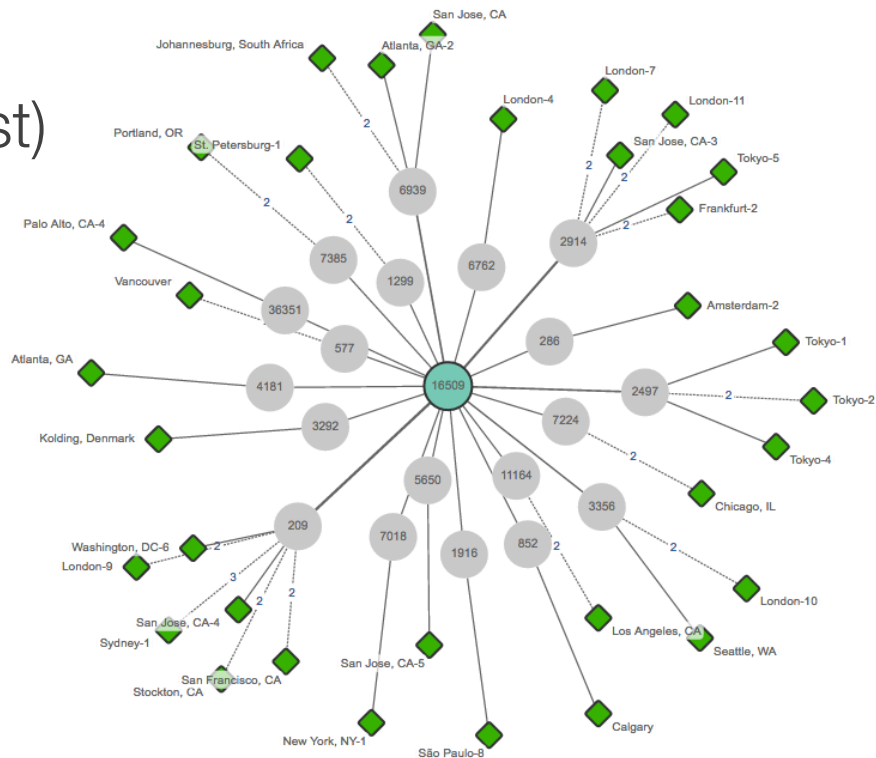 San Jose, CA
Johannesburg, South Africa
Atlanta, GA-2
London-7
London-4
London-11
st)
2
Portland, OR
St. Petersburg-1
2
San Jose, CA-3
2
Tokyo-5
6939
2
2
Frankfurt-2
2
Palo Alto, CA-4
2914
7385
6762
1299
Vancouver
36351
Amsterdam-2
577
286
Tokyo-1
Atlanta, GA
4181
16509
2497
2
Tokyo-2
Kolding, Denmark
3292
7224
Tokyo-4
2
5650
11164
Chicago, IL
3356
209
7018
1916
852
2
2
Washington, DC-6
2
London-9
3
2
2
London-10
San Jose, CA-4
Los Angeles, CA
Sydney-1
Seattle, WA
San Jose, CA-5
San Francisco, CA
Stockton, CA
Calgary
New York, NY-1
São Paulo-8